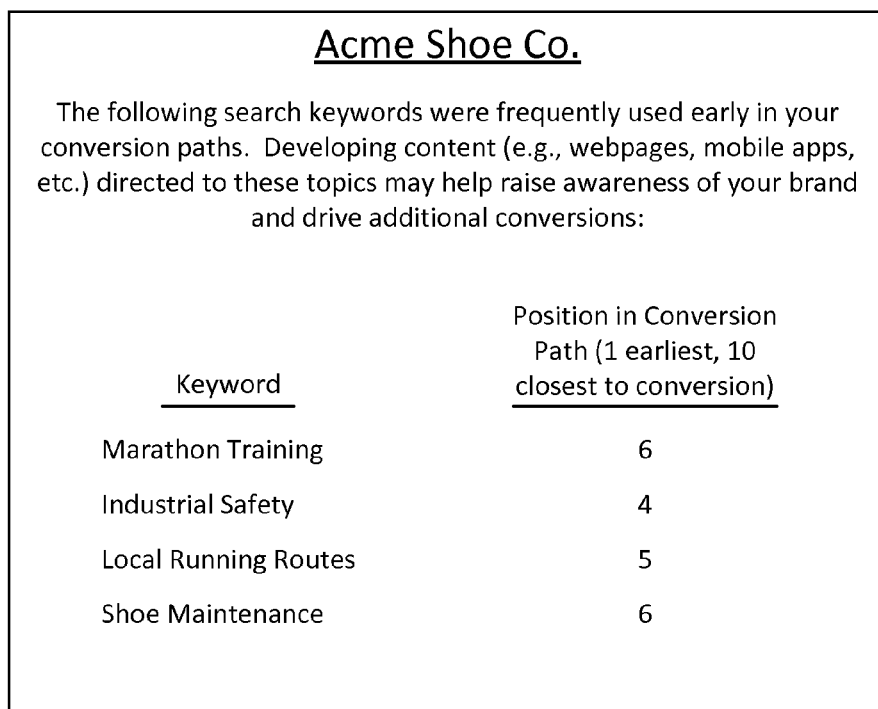 Acme Shoe Co.
The following search keywords were frequently used early in your
conversion paths.  Developing content (e.g., webpages, mobile apps,
etc.) directed to these topics may help raise awareness of your brand
and drive additional conversions:
Position in Conversion
Path (1 earliest, 10
Keyword closest to conversion)
Marathon Training 6
Industrial Safety 4
Local Running Routes 5
Shoe Maintenance 6